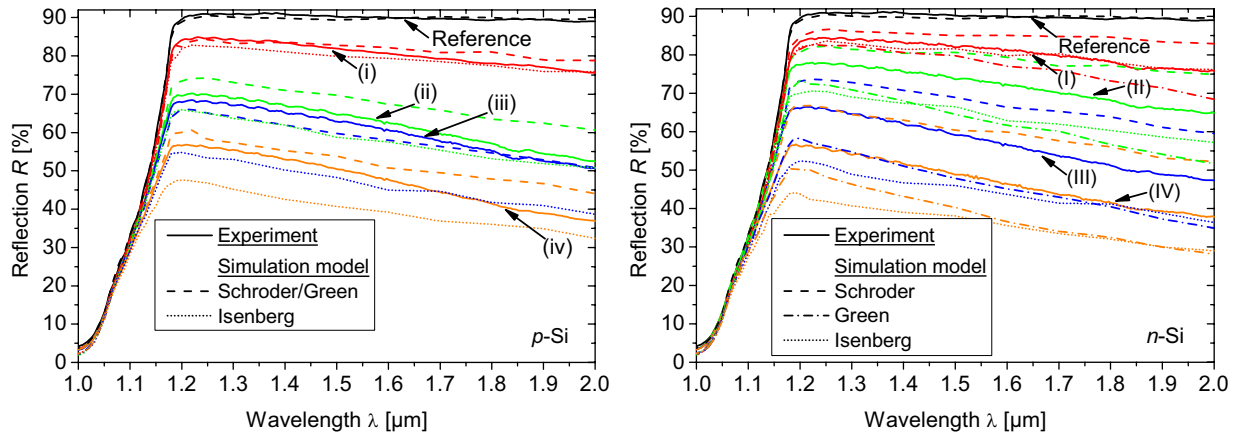 Reflection R [%]
90
80
70
60
50
40
30
20
10
0
Reference
(i)
(ii)
(iii)
(iv)
Experiment
Simulation model
Schroder/Green
Isenberg
p-Si
1.0 1.1 1.2 1.3 1.4 1.5 1.6 1.7 1.8 1.9 2.0
Wavelength λ [µm]
Reflection R [%]
90
80
70
60
50
40
30
20
10
0
Reference
(I)
(II)
(III)
(IV)
Experiment
Simulation model
Schroder
Green
Isenberg
n-Si
1.0 1.1 1.2 1.3 1.4 1.5 1.6 1.7 1.8 1.9 2.0
Wavelength λ [µm]